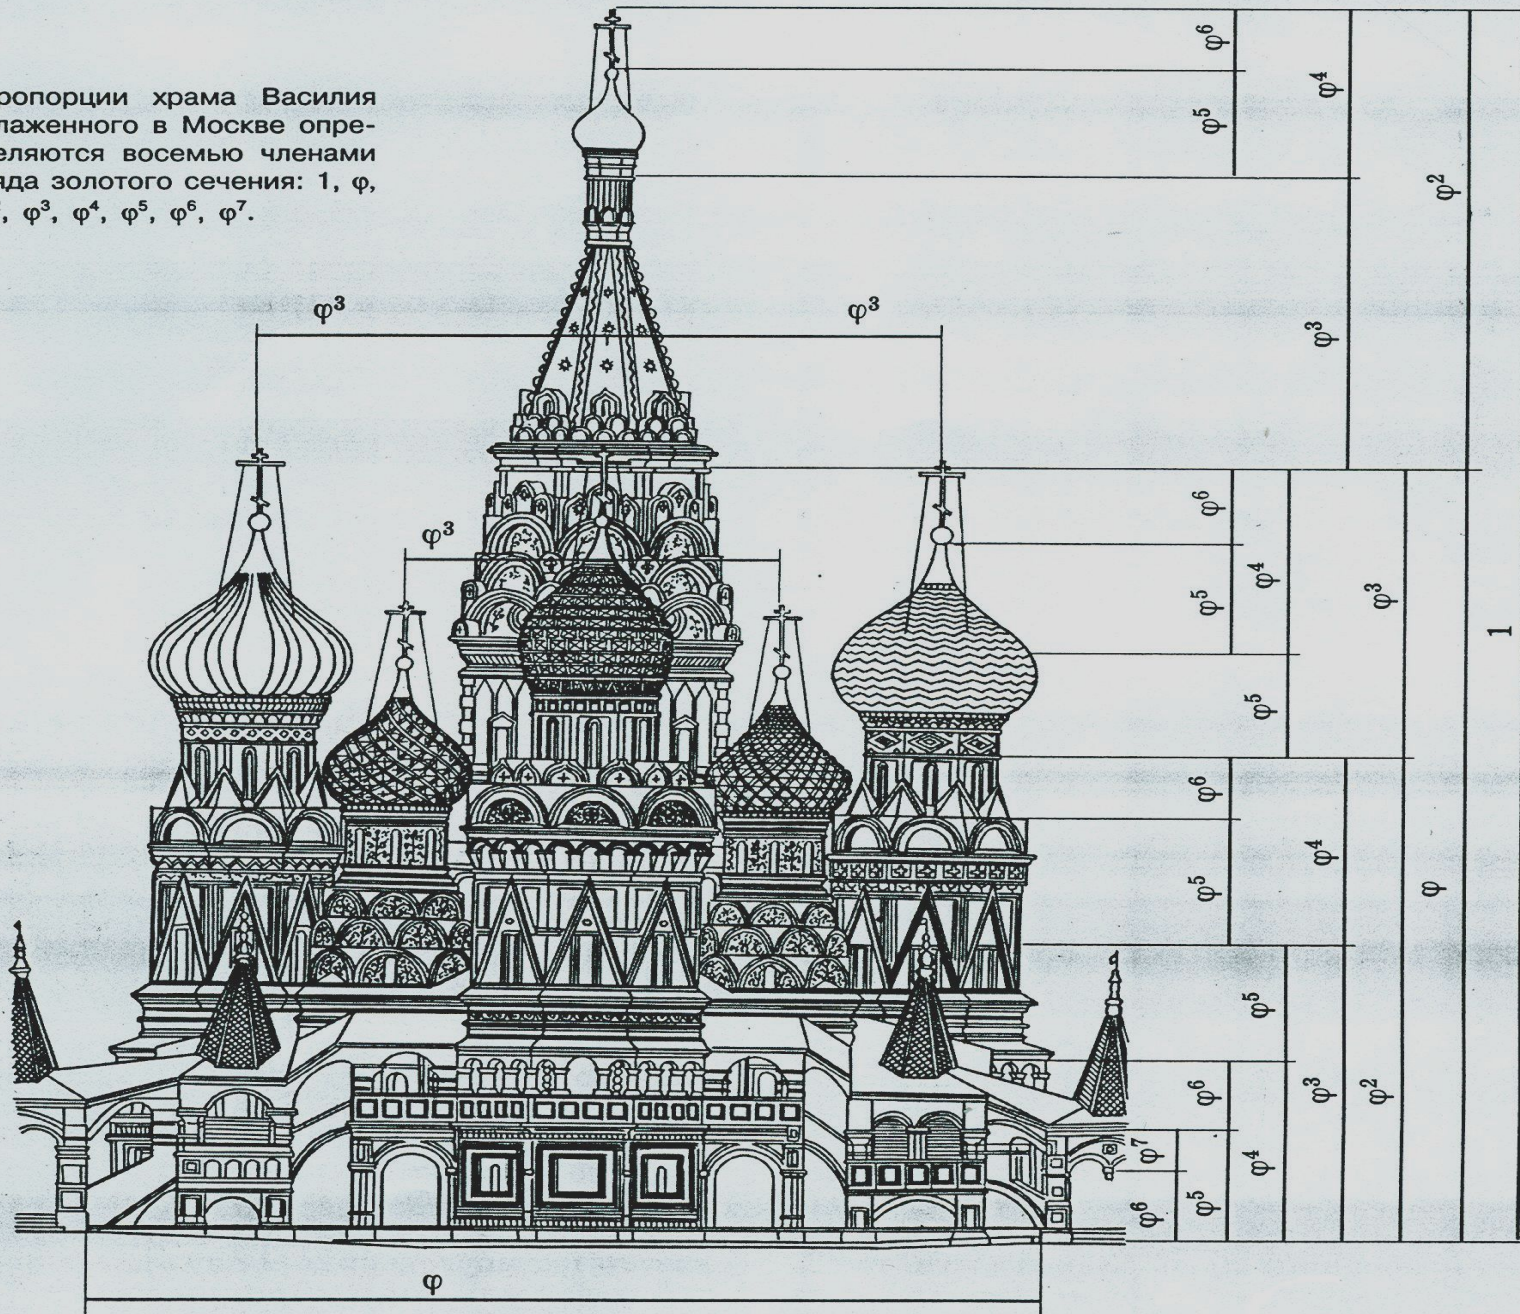 ропорции храма Василия
лаженного в Москве опре-
еляются восемью членами
яда золотого сечения: 1, φ,
², φ³, φ⁴, φ⁵, φ⁶, φ⁷.
φ⁶
φ⁴
φ⁵
φ²
φ³
φ³
φ³
φ³
φ⁶
φ⁴
φ⁵
φ³
φ⁵
1
φ⁶
φ⁴
φ⁵
φ
φ⁵
φ⁶
φ³
φ²
φ⁷
φ⁴
φ⁶
φ⁵
φ